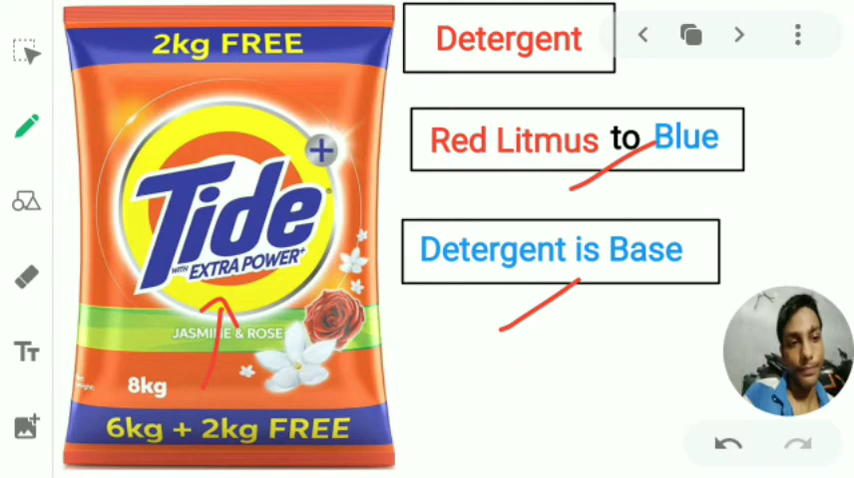 2kg FREE
Tide
+
WITH EXTRA POWER+
JASMINE & ROSE
8kg
6kg + 2kg FREE
Detergent
Red Litmus to Blue
Detergent is Base
TT